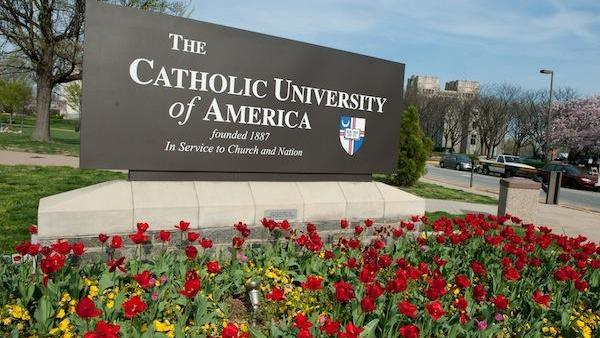 THE
CATHOLIC UNIVERSITY
of AMERICA
founded 1887
In Service to Church and Nation